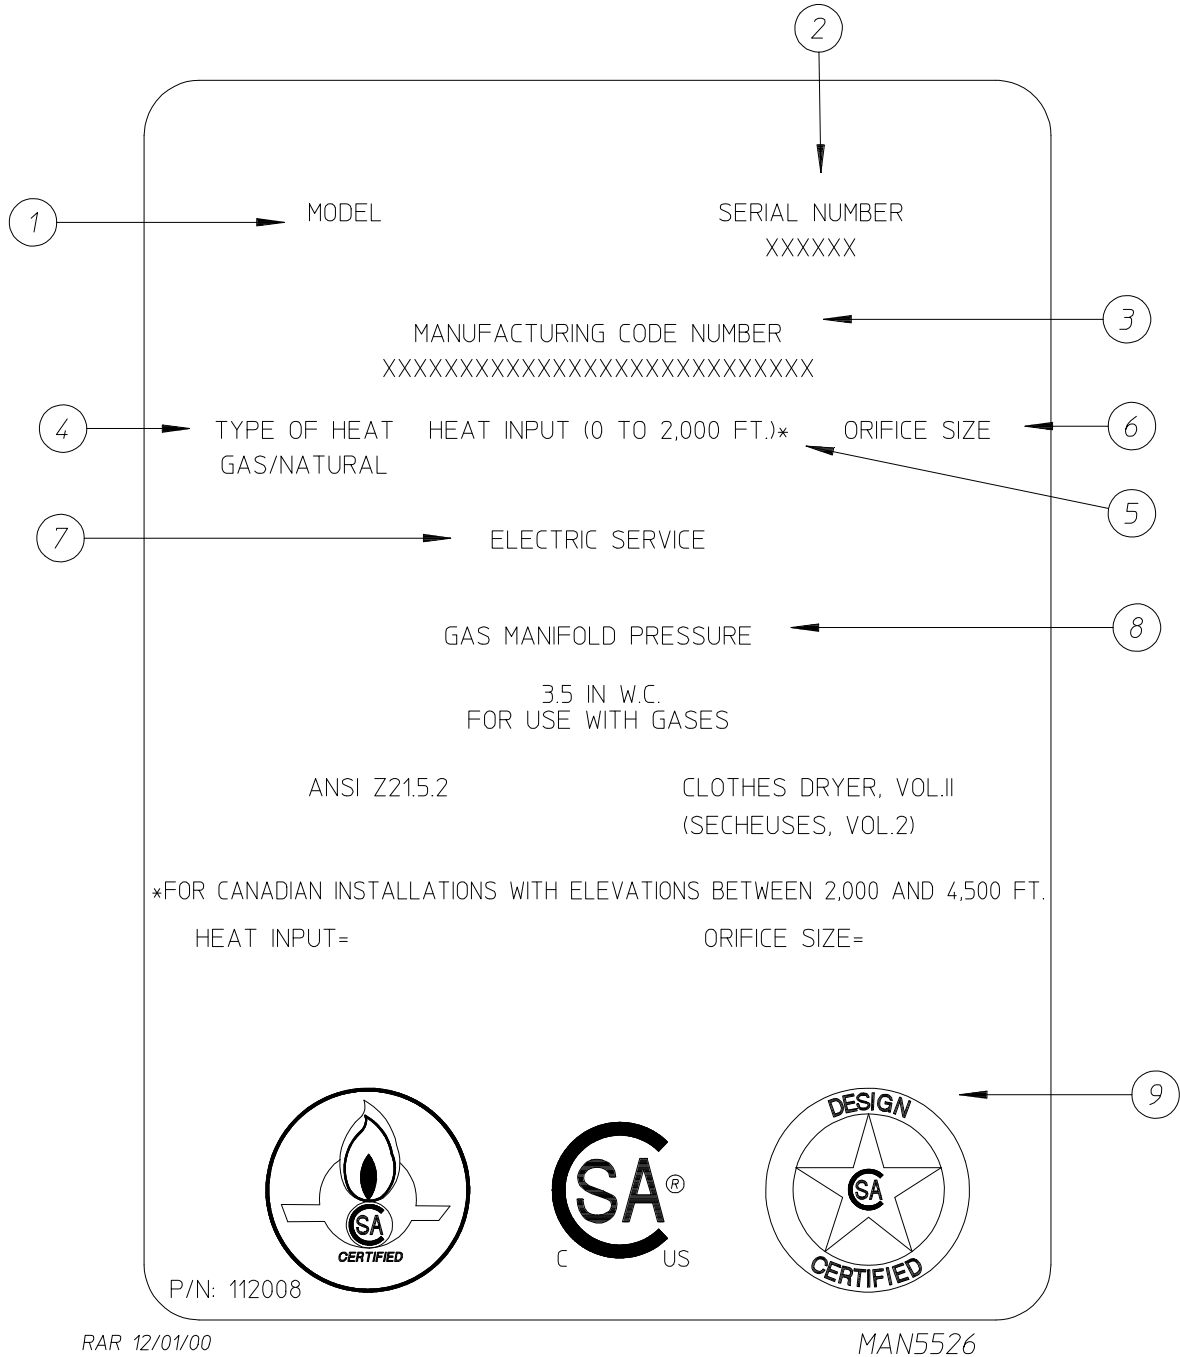 2
1
MODEL
SERIAL NUMBER
XXXXXX
3
MANUFACTURING CODE NUMBER
XXXXXXXXXXXXXXXXXXXXXXXXXXXX
4
TYPE OF HEAT HEAT INPUT (0 TO 2,000 FT.)* ORIFICE SIZE
6
GAS/NATURAL
5
7
ELECTRIC SERVICE
GAS MANIFOLD PRESSURE
8
3.5 IN W.C.
FOR USE WITH GASES
ANSI Z21.5.2
CLOTHES DRYER, VOL.II
(SECHEUSES, VOL.2)
*FOR CANADIAN INSTALLATIONS WITH ELEVATIONS BETWEEN 2,000 AND 4,500 FT.
HEAT INPUT=
ORIFICE SIZE=
9
DESIGN
CSA
CERTIFIED
CSA®
C US
CSA
CERTIFIED
P/N: 112008
RAR 12/01/00
MAN5526